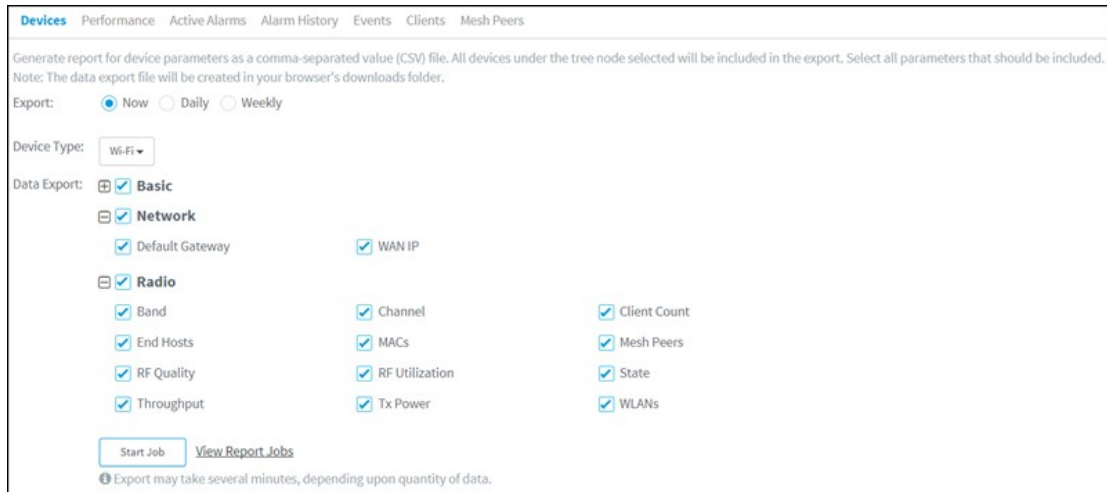 Devices Performance Active Alarms Alarm History Events Clients Mesh Peers
Generate report for device parameters as a comma-separated value (CSV) file. All devices under the tree node selected will be included in the export. Select all parameters that should be included.
Note: The data export file will be created in your browser's downloads folder.
Export: Now Daily Weekly
Device Type: Wi-Fi
Data Export: Basic
Network
Default Gateway WAN IP
Radio
Band Channel Client Count
End Hosts MACs Mesh Peers
RF Quality RF Utilization State
Throughput Tx Power WLANs
Start Job View Report Jobs
Export may take several minutes, depending upon quantity of data.